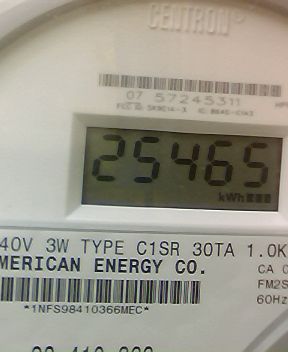 CENTRON®
07 57245311
25465
kWh
40V 3W TYPE C1SR 30TA 1.0K
MERICAN ENERGY CO. CA 0
FM2S
60Hz
*1NFS98410366MEC*